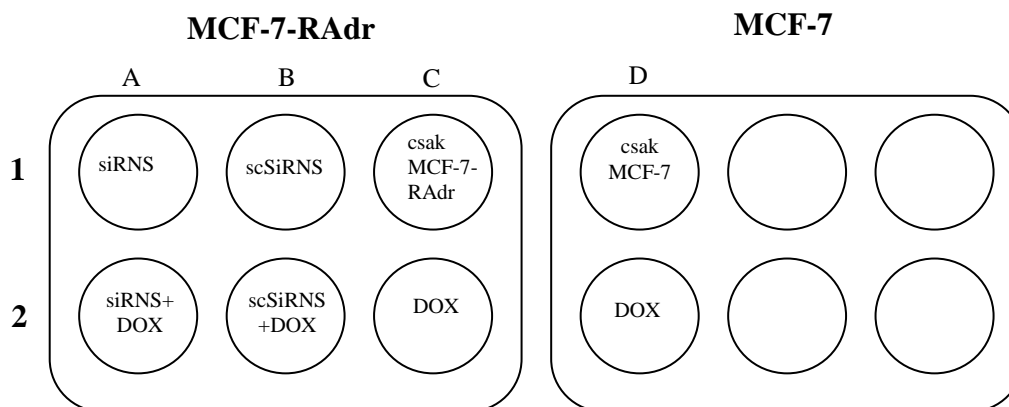 MCF-7-RAdr
MCF-7
A
B
C
D
1
siRNS
scSiRNS
csak
MCF-7-
RAdr
csak
MCF-7
2
siRNS+
DOX
scSiRNS
+DOX
DOX
DOX